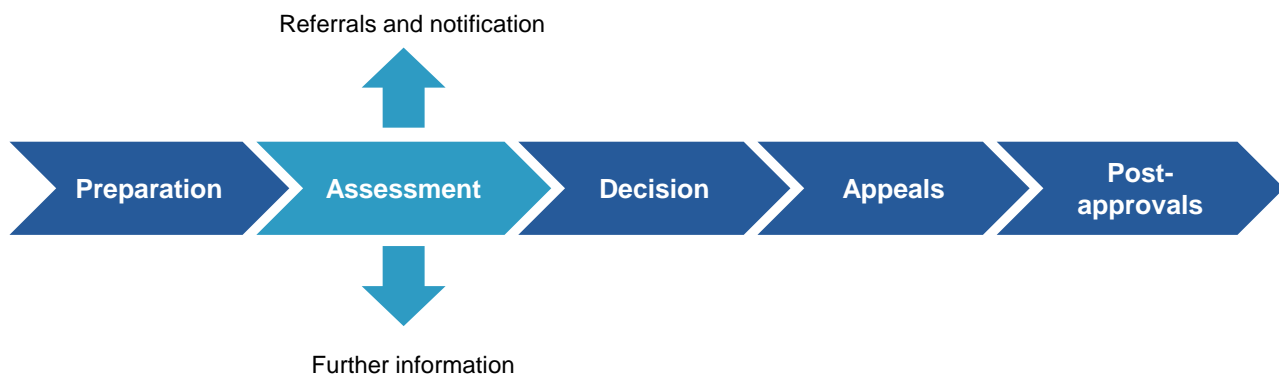 Referrals and notification
Preparation
Assessment
Decision
Appeals
Post-
approvals
Further information